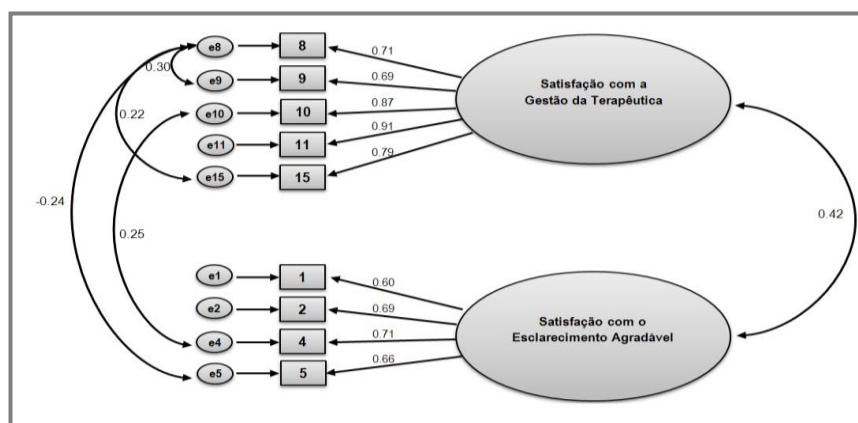 e8
8
0.71
0.30
e9
9
0.69
Satisfação com a
Gestão da Terapêutica
0.22
e10
10
0.87
e11
11
0.91
e15
15
0.79
-0.24
0.25
0.42
e1
1
0.60
e2
2
0.69
Satisfação com o
Esclarecimento Agradável
e4
4
0.71
e5
5
0.66